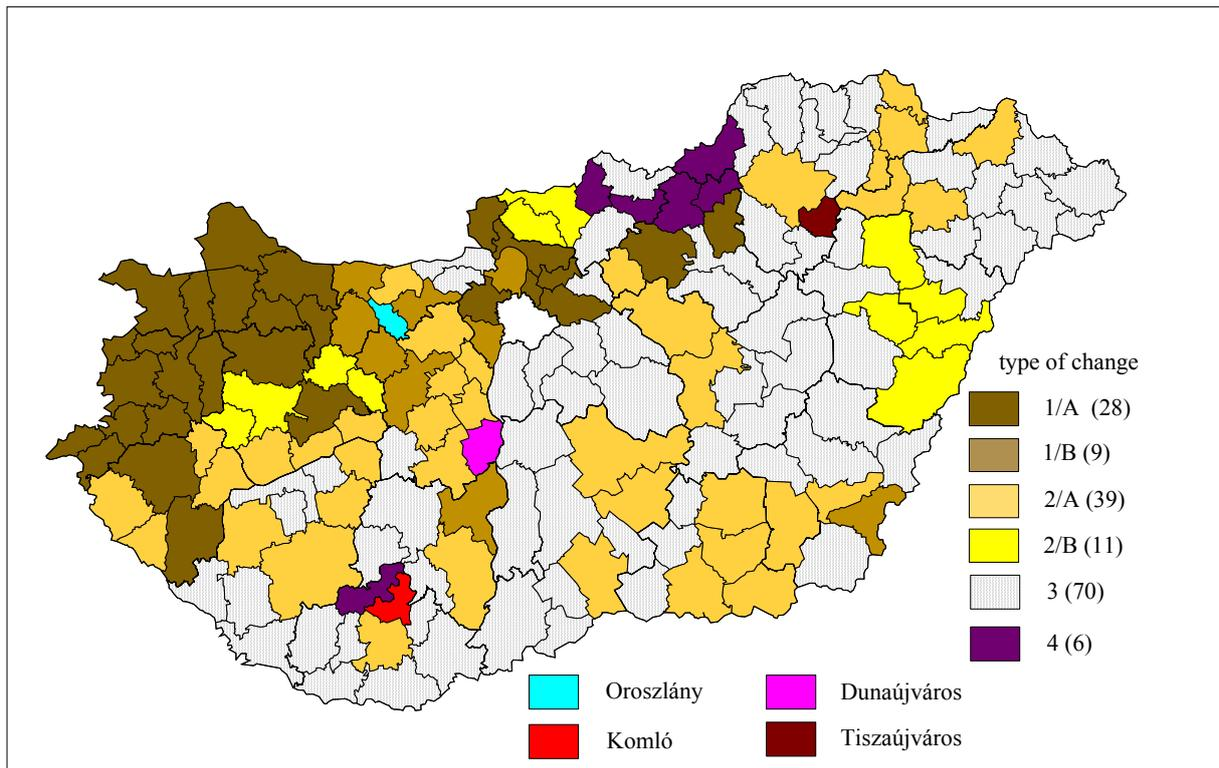 type of change
1/A (28)
1/B (9)
2/A (39)
2/B (11)
3 (70)
4 (6)
Oroszlány
Dunaújváros
Komló
Tiszaújváros